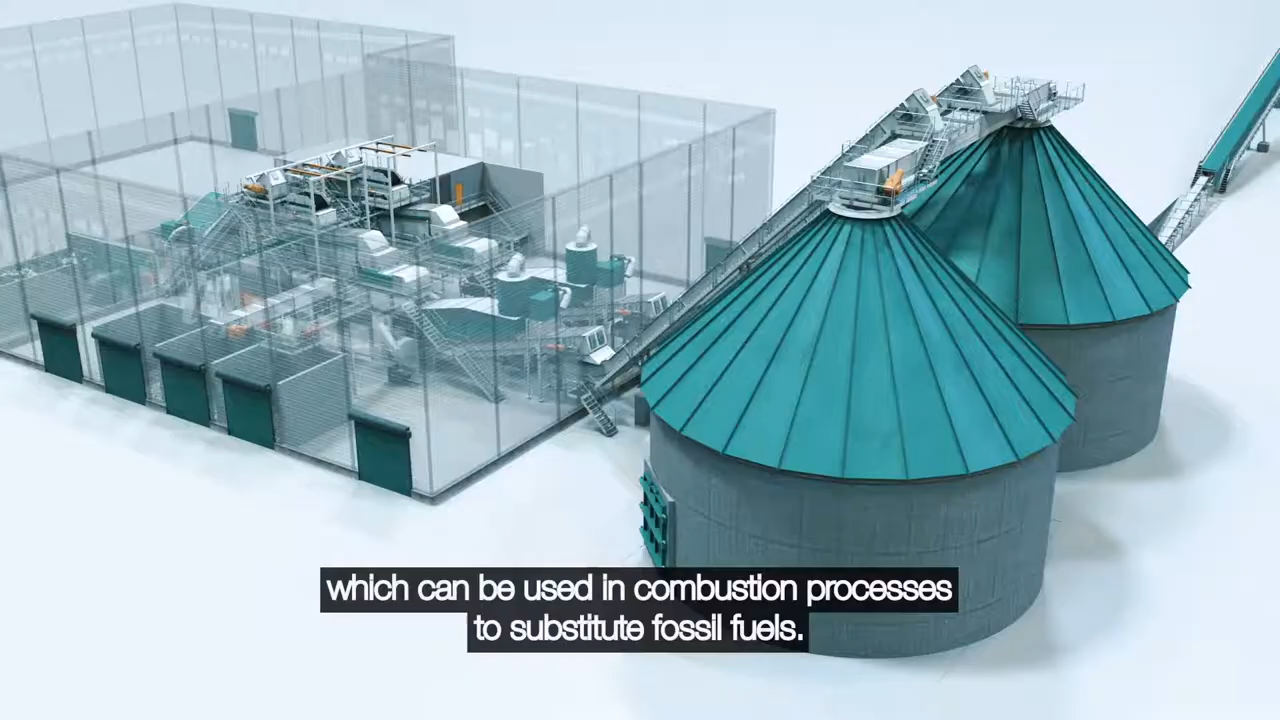 which can be used in combustion processes
to substitute fossil fuels.